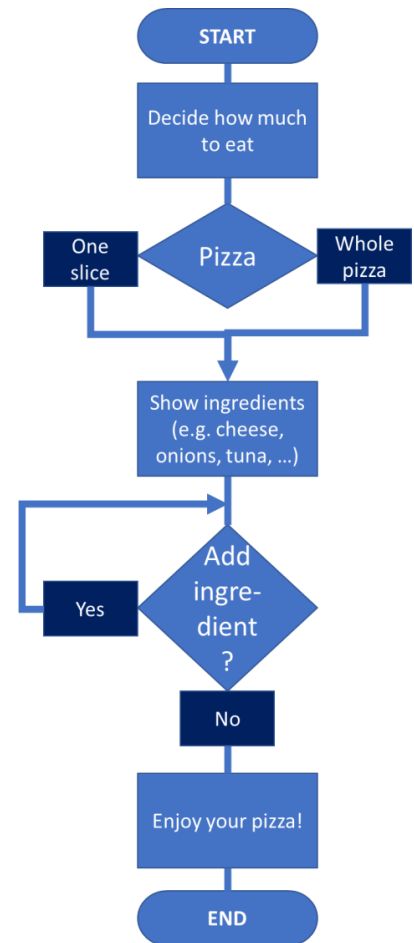 START
Decide how much
to eat
One
slice
Pizza
Whole
pizza
Show ingredients
(e.g. cheese,
onions, tuna, …)
Add
ingre-
dient
?
Yes
No
Enjoy your pizza!
END